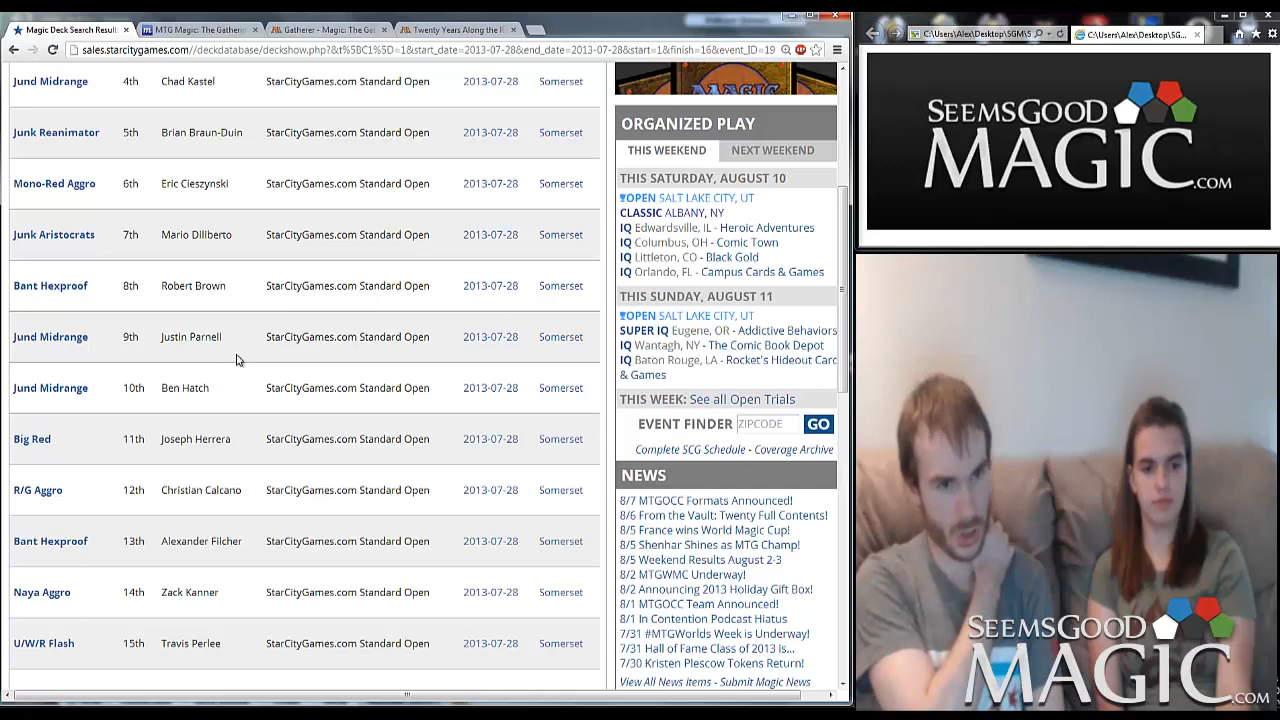 Magic Deck Search Result
MTG Magic: The Gatherin
Gatherer - Magic: The Gat
Twenty Years Along the R
sales.starcitygames.com//deckdatabase/deckshow.php?&t%5BC1%5D=1&start_date=2013-07-28&end_date=2013-07-28&start=1&finish=16&event_ID=19
C:\Users\Alex\Desktop\SGM\S
C:\Users\Alex\Desktop\SG...
Jund Midrange 4th Chad Kastel StarCityGames.com Standard Open 2013-07-28 Somerset
Junk Reanimator 5th Brian Braun-Duin StarCityGames.com Standard Open 2013-07-28 Somerset
Mono-Red Aggro 6th Eric Cieszynski StarCityGames.com Standard Open 2013-07-28 Somerset
Junk Aristocrats 7th Mario Diliberto StarCityGames.com Standard Open 2013-07-28 Somerset
Bant Hexproof 8th Robert Brown StarCityGames.com Standard Open 2013-07-28 Somerset
Jund Midrange 9th Justin Parnell StarCityGames.com Standard Open 2013-07-28 Somerset
Jund Midrange 10th Ben Hatch StarCityGames.com Standard Open 2013-07-28 Somerset
Big Red 11th Joseph Herrera StarCityGames.com Standard Open 2013-07-28 Somerset
R/G Aggro 12th Christian Calcano StarCityGames.com Standard Open 2013-07-28 Somerset
Bant Hexproof 13th Alexander Filcher StarCityGames.com Standard Open 2013-07-28 Somerset
Naya Aggro 14th Zack Kanner StarCityGames.com Standard Open 2013-07-28 Somerset
U/W/R Flash 15th Travis Perlee StarCityGames.com Standard Open 2013-07-28 Somerset
MAGIC
ORGANIZED PLAY
THIS WEEKEND NEXT WEEKEND
THIS SATURDAY, AUGUST 10
OPEN SALT LAKE CITY, UT
CLASSIC ALBANY, NY
IQ Edwardsville, IL - Heroic Adventures
IQ Columbus, OH - Comic Town
IQ Littleton, CO - Black Gold
IQ Orlando, FL - Campus Cards & Games
THIS SUNDAY, AUGUST 11
OPEN SALT LAKE CITY, UT
SUPER IQ Eugene, OR - Addictive Behaviors
IQ Wantagh, NY - The Comic Book Depot
IQ Baton Rouge, LA - Rocket's Hideout Card
& Games
THIS WEEK: See all Open Trials
EVENT FINDER ZIPCODE GO
Complete SCG Schedule - Coverage Archive
NEWS
8/7 MTGOCC Formats Announced!
8/6 From the Vault: Twenty Full Contents!
8/5 France wins World Magic Cup!
8/5 Shenhar Shines as MTG Champ!
8/5 Weekend Results August 2-3
8/2 MTGWMC Underway!
8/2 Announcing 2013 Holiday Gift Box!
8/1 MTGOCC Team Announced!
8/1 In Contention Podcast Hiatus
7/31 #MTGWorlds Week is Underway!
7/31 Hall of Fame Class of 2013 is...
7/30 Kristen Plescow Tokens Return!
View All News Items - Submit Magic News
SEEMSGOOD
MAGIC.COM
SEEMSGOOD
MAGIC.COM